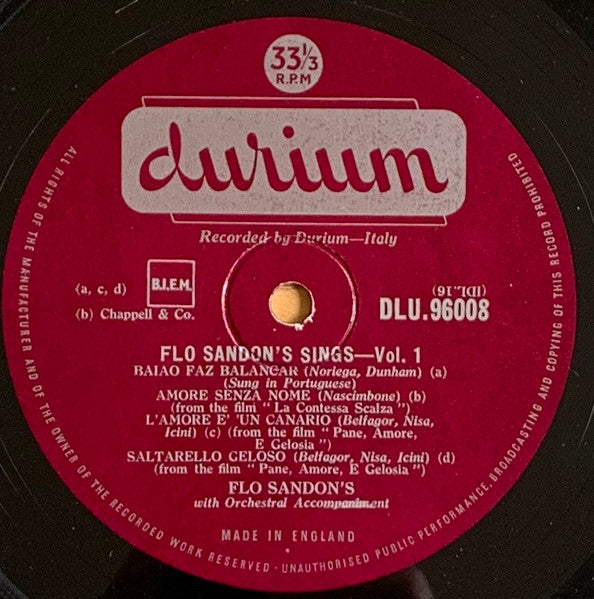 33⅓
R.P.M
durium
Recorded by Durium—Italy
(a, c, d)
B.I.E.M.
(b) Chappell & Co.
(IDL"16)
DLU.96008
FLO SANDON'S SINGS—Vol. 1
BAIAO FAZ BALANCAR (Noriega, Dunham) (a)
(Sung in Portuguese)
AMORE SENZA NOME (Nascimbone) (b)
(from the film " La Contessa Scalza ")
L'AMORE E' 'UN CANARIO (Belfagor, Nisa,
Icini) (c) (from the film " Pane, Amore,
E Gelosia ")
SALTARELLO GELOSO (Belfagor, Nisa, Icini) (d)
(from the film " Pane, Amore, E Gelosia ")
FLO SANDON'S
with Orchestral Accompaniment
MADE IN ENGLAND
ALL RIGHTS OF THE MANUFACTURER AND OF THE OWNER OF THE RECORDED WORK RESERVED · UNAUTHORISED PUBLIC PERFORMANCE, BROADCASTING AND COPYING OF THIS RECORD PROHIBITED